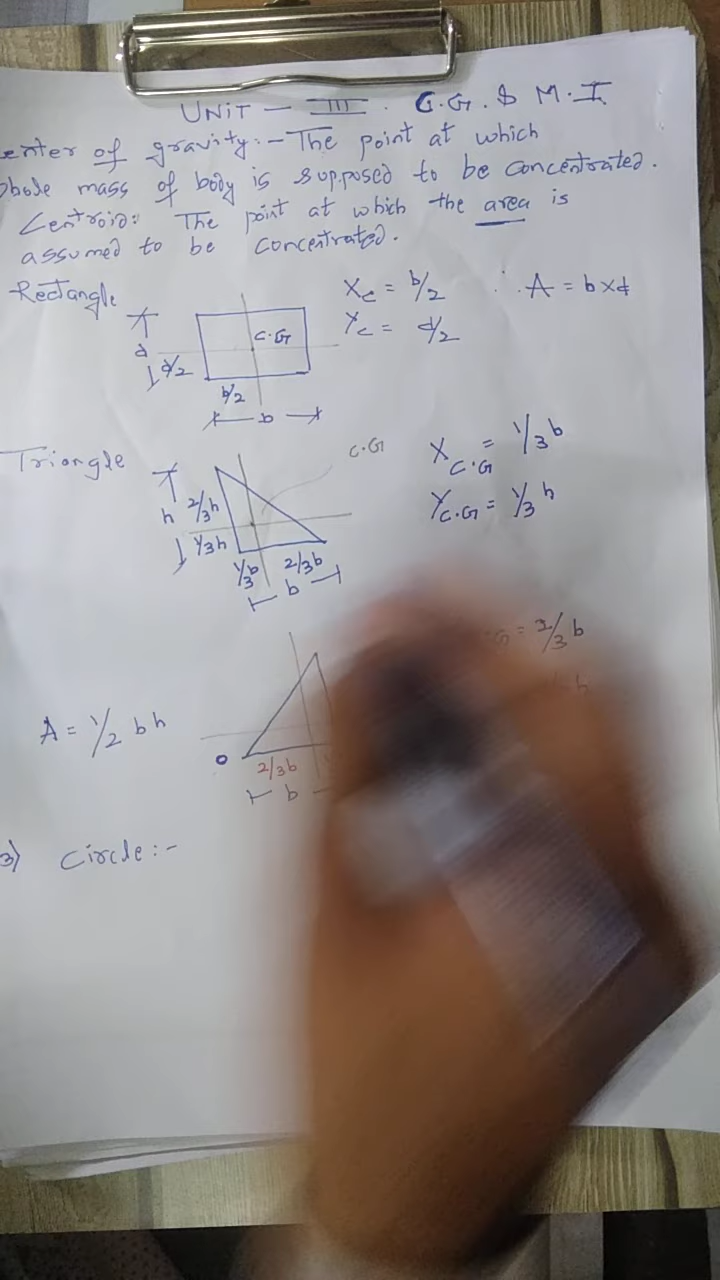 UNIT - III. C.G. & M.I
enter of gravity:- The point at which
whole mass of body is supposed to be concentrated.
Centroid: The point at which the area is
assumed to be concentrated.
Rectangle
Xc = b/2 ∴ A = b×d
Yc = d/2
C.G
d
d/2
b/2
b
Triangle
C.G
X C.G = 1/3 b
Y C.G = 1/3 h
h
2/3h
1/3h
1/3b 2/3b
b
= 2/3 b
h
A = 1/2 bh
O
2/3b
b
3) Circle:-